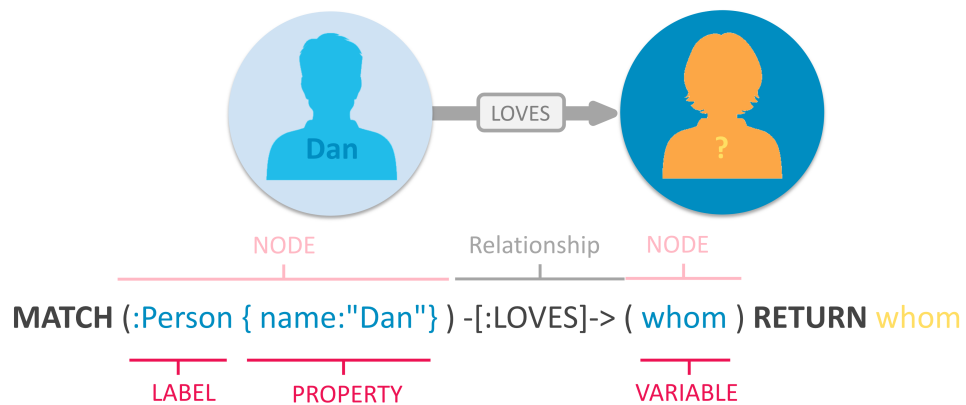 LOVES
Dan
?
NODE Relationship NODE
MATCH (:Person { name:"Dan"} ) -[:LOVES]-> ( whom ) RETURN whom
LABEL PROPERTY VARIABLE